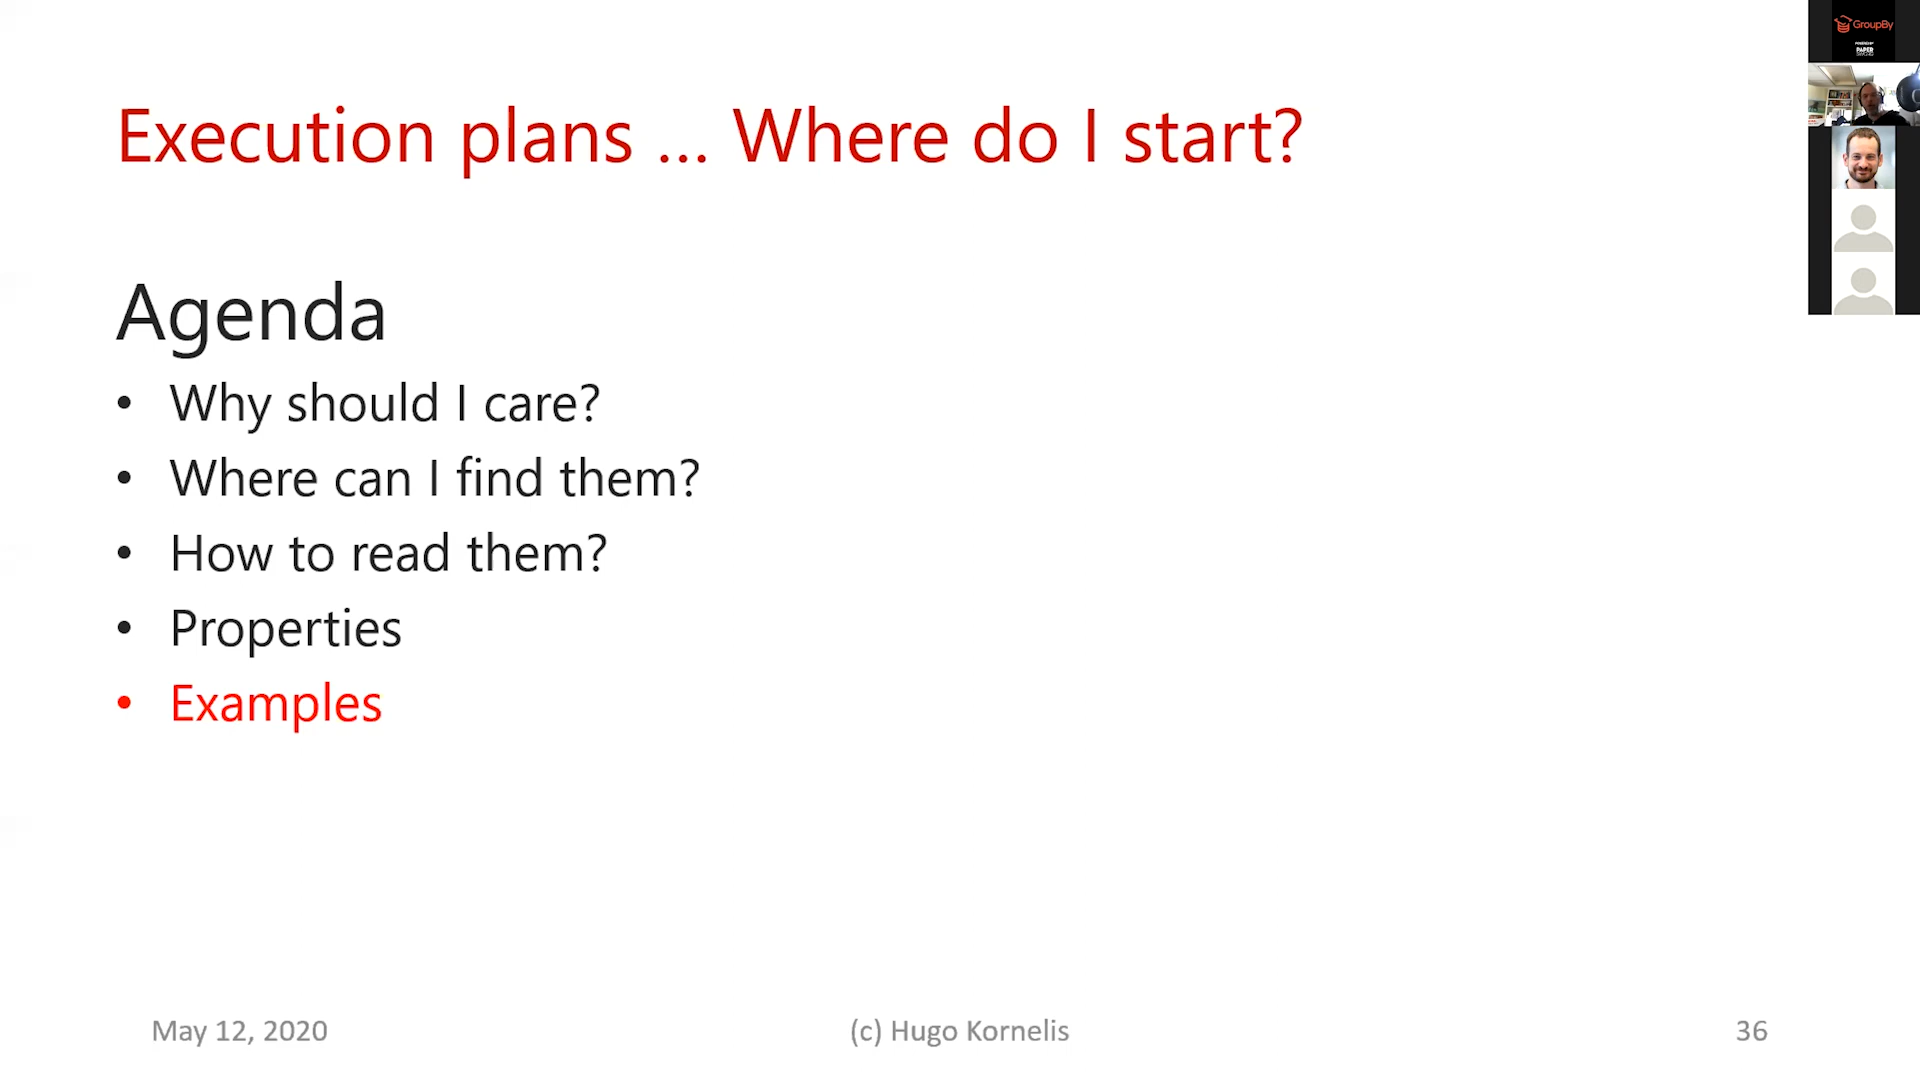 Execution plans ... Where do I start?
Agenda
• Why should I care?
• Where can I find them?
• How to read them?
• Properties
• Examples
May 12, 2020
(c) Hugo Kornelis
36
GroupBy
PAPER